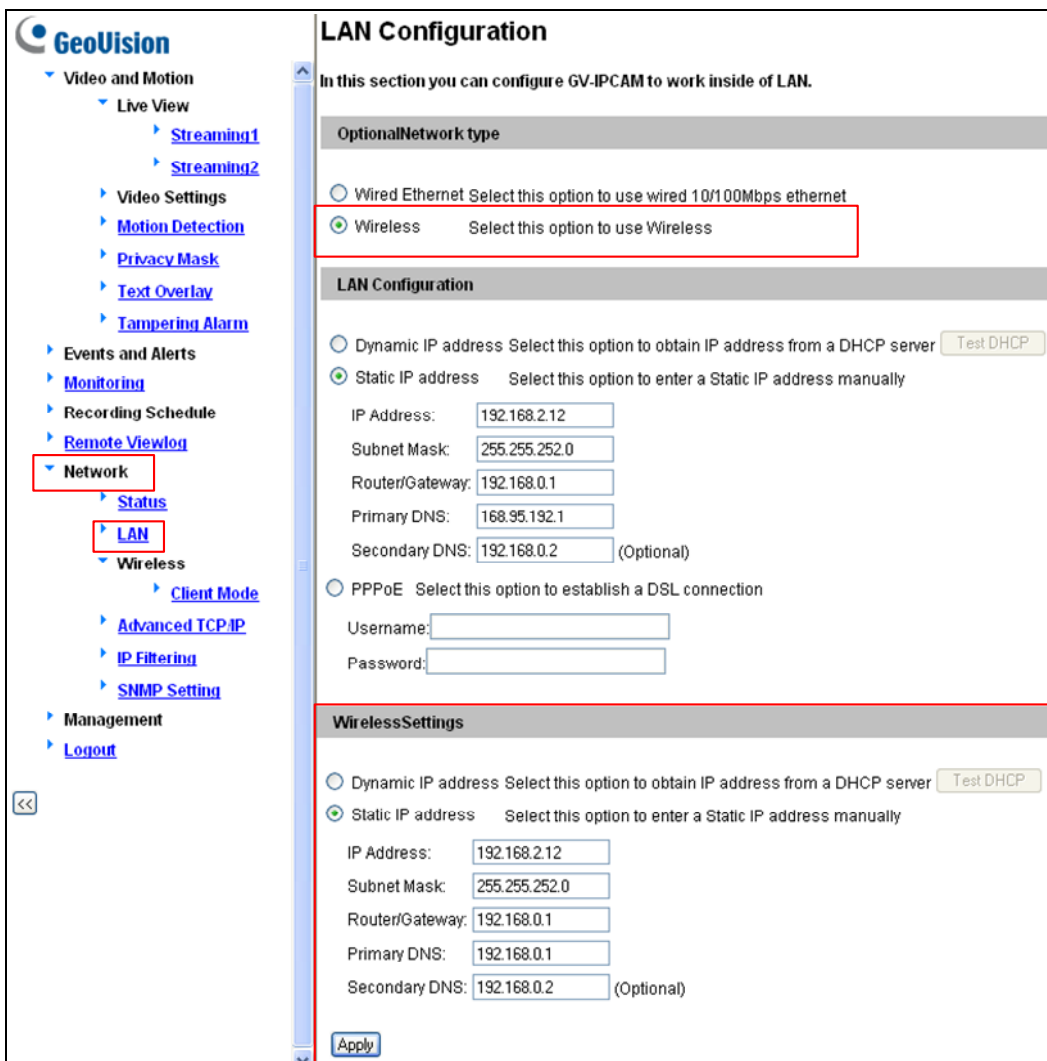 GeoVision
Video and Motion
Live View
Streaming1
Streaming2
Video Settings
Motion Detection
Privacy Mask
Text Overlay
Tampering Alarm
Events and Alerts
Monitoring
Recording Schedule
Remote Viewlog
Network
Status
LAN
Wireless
Client Mode
Advanced TCP/IP
IP Filtering
SNMP Setting
Management
Logout
<<
LAN Configuration
In this section you can configure GV-IPCAM to work inside of LAN.
OptionalNetwork type
Wired Ethernet Select this option to use wired 10/100Mbps ethernet
Wireless Select this option to use Wireless
LAN Configuration
Dynamic IP address Select this option to obtain IP address from a DHCP server Test DHCP
Static IP address Select this option to enter a Static IP address manually
IP Address: 192.168.2.12
Subnet Mask: 255.255.252.0
Router/Gateway: 192.168.0.1
Primary DNS: 168.95.192.1
Secondary DNS: 192.168.0.2 (Optional)
PPPoE Select this option to establish a DSL connection
Username:
Password:
WirelessSettings
Dynamic IP address Select this option to obtain IP address from a DHCP server Test DHCP
Static IP address Select this option to enter a Static IP address manually
IP Address: 192.168.2.12
Subnet Mask: 255.255.252.0
Router/Gateway: 192.168.0.1
Primary DNS: 192.168.0.1
Secondary DNS: 192.168.0.2 (Optional)
Apply